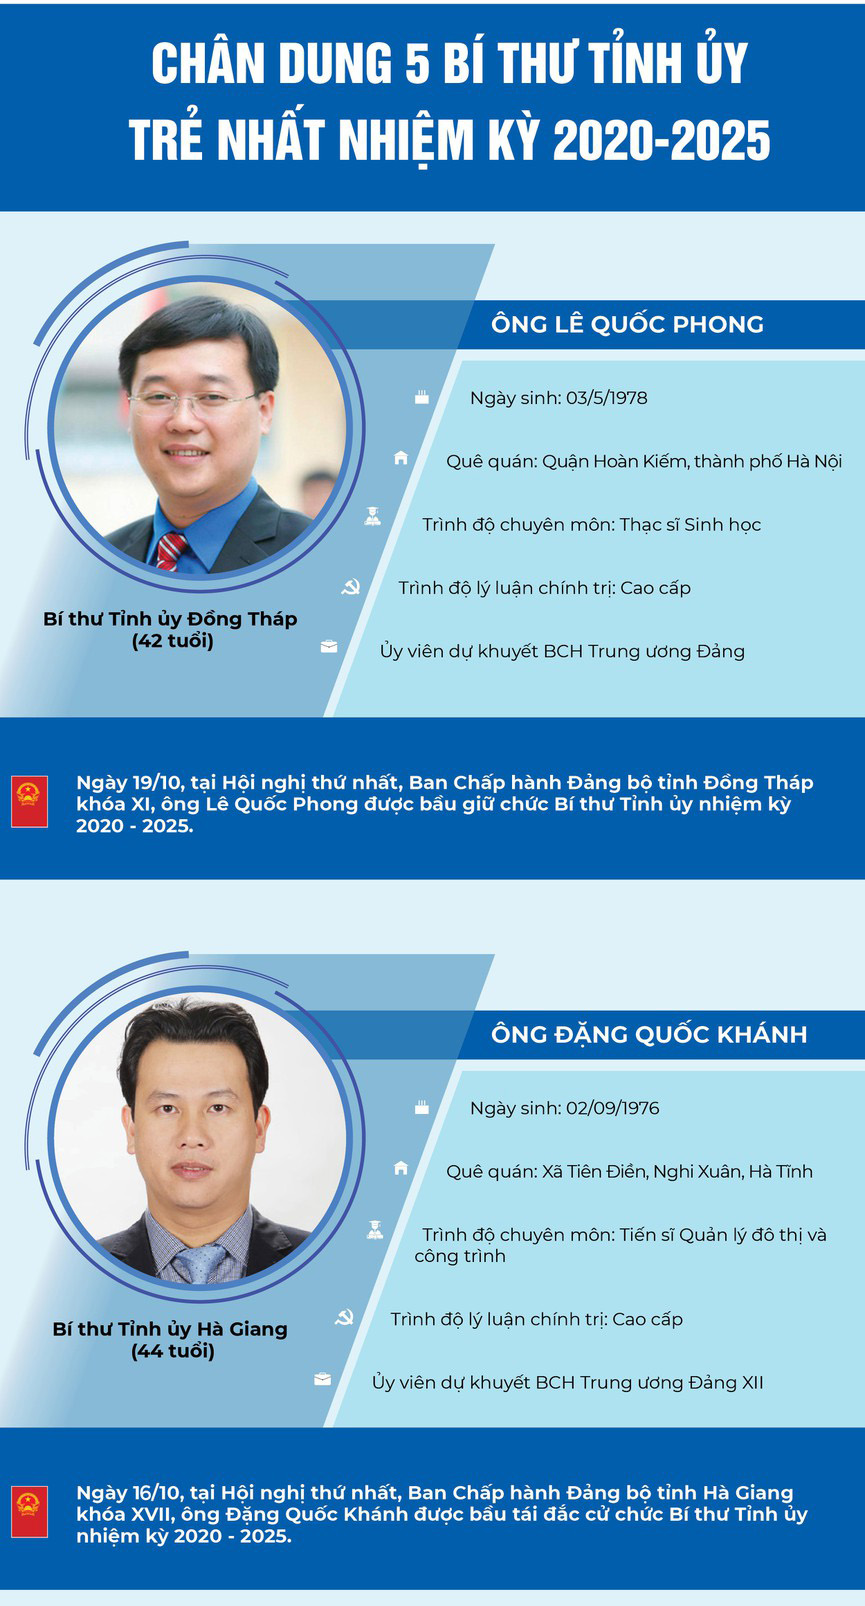 CHÂN DUNG 5 BÍ THƯ TỈNH ỦY
TRẺ NHẤT NHIỆM KỲ 2020-2025
ÔNG LÊ QUỐC PHONG
Ngày sinh: 03/5/1978
Quê quán: Quận Hoàn Kiếm, thành phố Hà Nội
Trình độ chuyên môn: Thạc sĩ Sinh học
Trình độ lý luận chính trị: Cao cấp
Ủy viên dự khuyết BCH Trung ương Đảng
Bí thư Tỉnh ủy Đồng Tháp
(42 tuổi)
Ngày 19/10, tại Hội nghị thứ nhất, Ban Chấp hành Đảng bộ tỉnh Đồng Tháp
khóa XI, ông Lê Quốc Phong được bầu giữ chức Bí thư Tỉnh ủy nhiệm kỳ
2020 - 2025.
ÔNG ĐẶNG QUỐC KHÁNH
Ngày sinh: 02/09/1976
Quê quán: Xã Tiên Điền, Nghi Xuân, Hà Tĩnh
Trình độ chuyên môn: Tiến sĩ Quản lý đô thị và
công trình
Trình độ lý luận chính trị: Cao cấp
Ủy viên dự khuyết BCH Trung ương Đảng XII
Bí thư Tỉnh ủy Hà Giang
(44 tuổi)
Ngày 16/10, tại Hội nghị thứ nhất, Ban Chấp hành Đảng bộ tỉnh Hà Giang
khóa XVII, ông Đặng Quốc Khánh được bầu tái đắc cử chức Bí thư Tỉnh ủy
nhiệm kỳ 2020 - 2025.